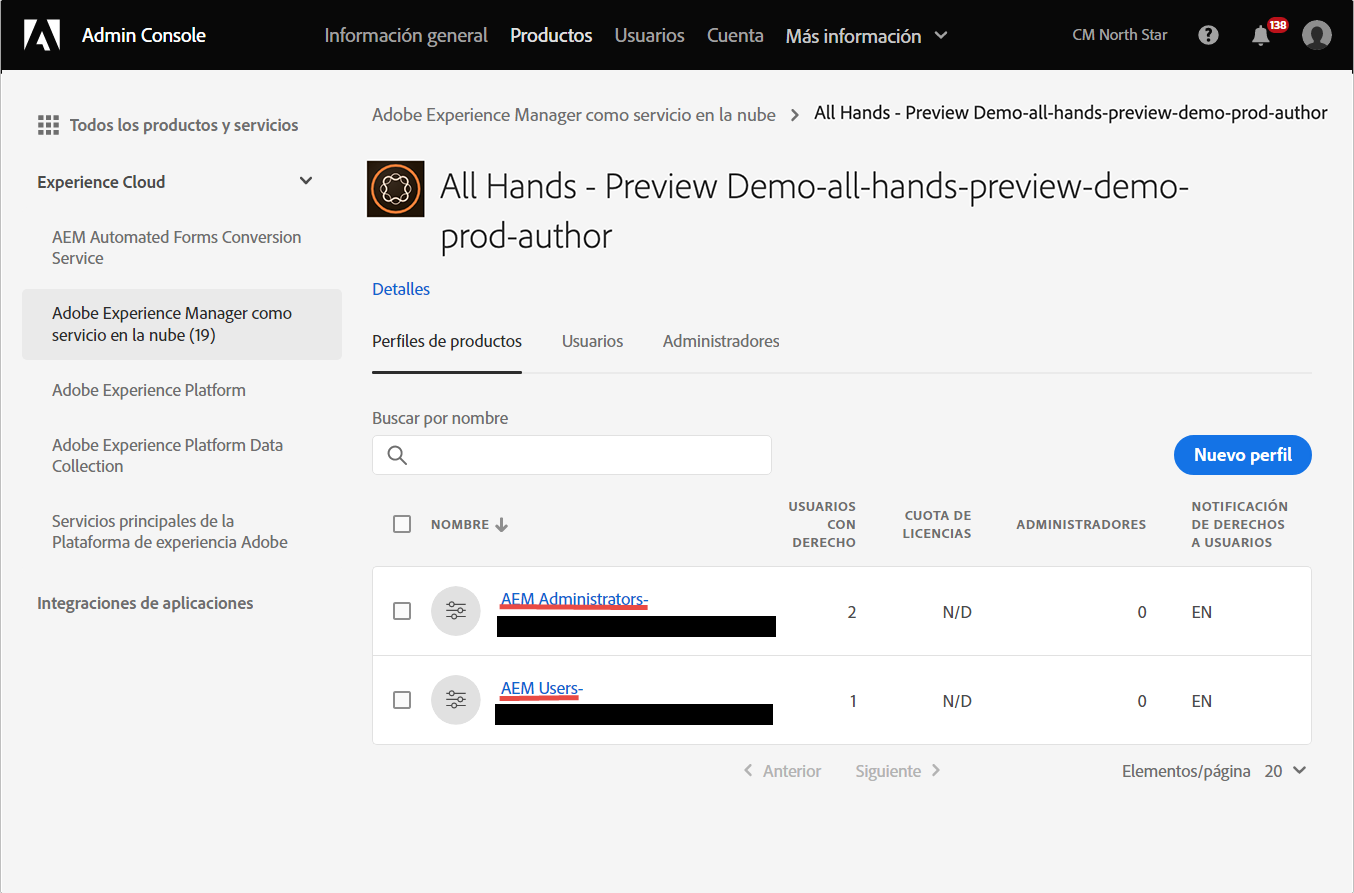 Admin Console
Información general
Productos
Usuarios
Cuenta
Más información
CM North Star
138
Todos los productos y servicios
Experience Cloud
AEM Automated Forms Conversion
Service
Adobe Experience Manager como
servicio en la nube (19)
Adobe Experience Platform
Adobe Experience Platform Data
Collection
Servicios principales de la
Plataforma de experiencia Adobe
Integraciones de aplicaciones
Adobe Experience Manager como servicio en la nube
All Hands - Preview Demo-all-hands-preview-demo-prod-author
All Hands - Preview Demo-all-hands-preview-demo-
prod-author
Detalles
Perfiles de productos
Usuarios
Administradores
Buscar por nombre
Nuevo perfil
NOMBRE
USUARIOS
CON
DERECHO
CUOTA DE
LICENCIAS
ADMINISTRADORES
NOTIFICACIÓN
DE DERECHOS
A USUARIOS
AEM Administrators-
2
N/D
0
EN
AEM Users-
1
N/D
0
EN
Anterior
Siguiente
Elementos/página
20